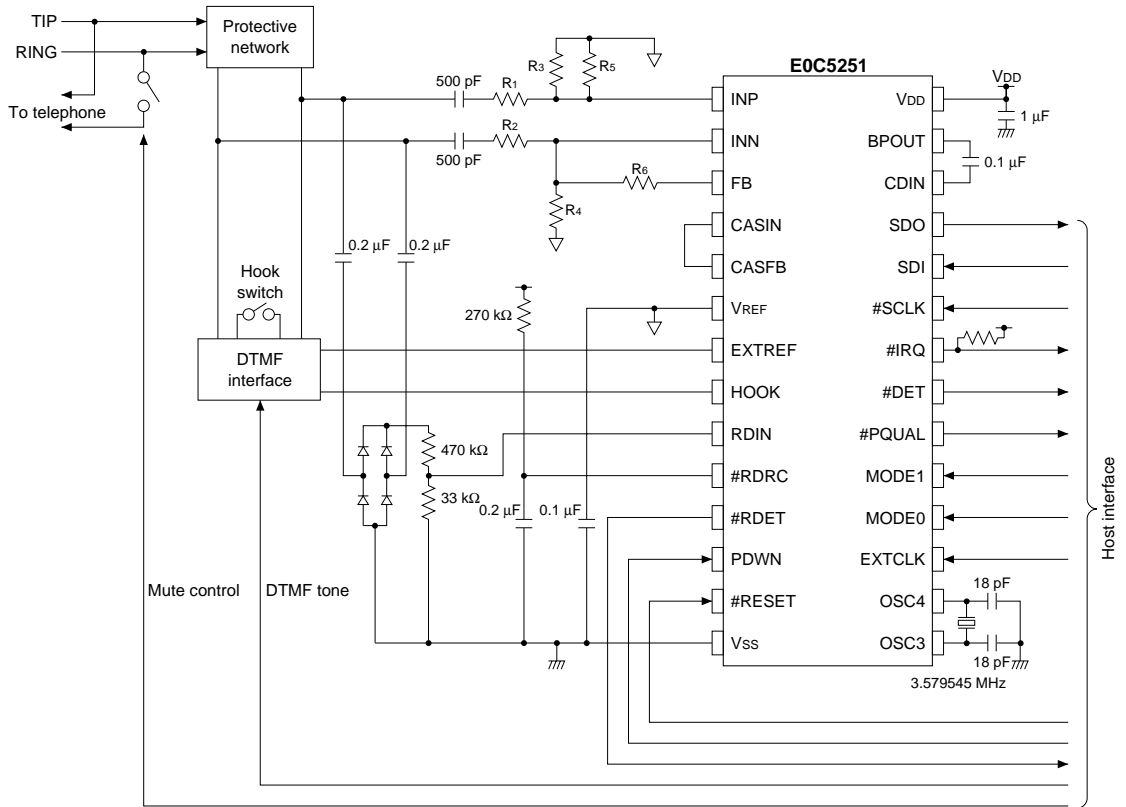 TIP
RING
To telephone
Protective
network
500 pF
R1
R3
R5
R2
500 pF
R6
R4
0.2 µF
0.2 µF
Hook
switch
DTMF
interface
270 kΩ
470 kΩ
33 kΩ
0.2 µF
0.1 µF
Mute control
DTMF tone
E0C5251
INP
INN
FB
CASIN
CASFB
VREF
EXTREF
HOOK
RDIN
#RDRC
#RDET
PDWN
#RESET
VSS
VDD
BPOUT
CDIN
SDO
SDI
#SCLK
#IRQ
#DET
#PQUAL
MODE1
MODE0
EXTCLK
OSC4
OSC3
VDD
1 µF
0.1 µF
18 pF
18 pF
3.579545 MHz
Host interface